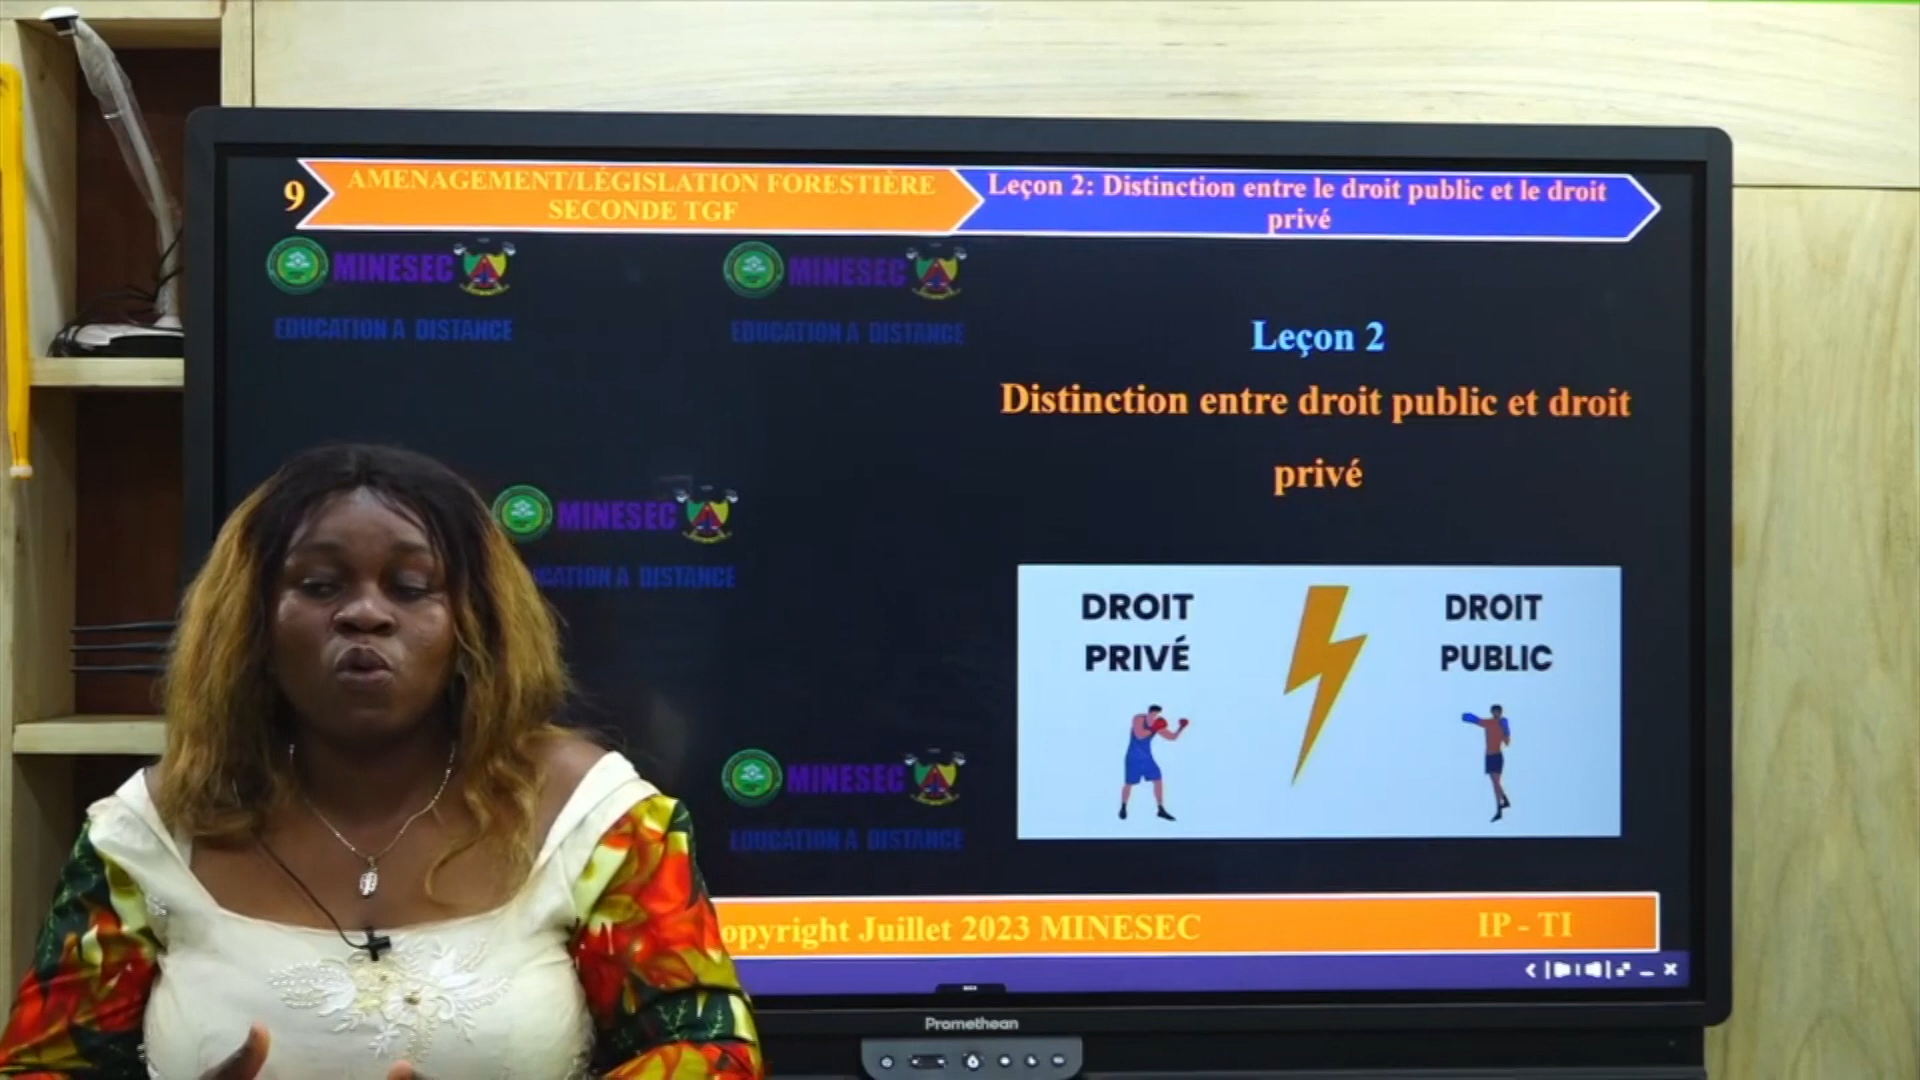 9
AMENAGEMENT/LÉGISLATION FORESTIÈRE
SECONDE TGF
Leçon 2: Distinction entre le droit public et le droit
privé
MINESEC
EDUCATION A DISTANCE
MINESEC
EDUCATION A DISTANCE
Leçon 2
Distinction entre droit public et droit
privé
MINESEC
CATION A DISTANCE
DROIT
PRIVÉ
DROIT
PUBLIC
MINESEC
EDUCATION A DISTANCE
opyright Juillet 2023 MINESEC
IP - TI
Promethean